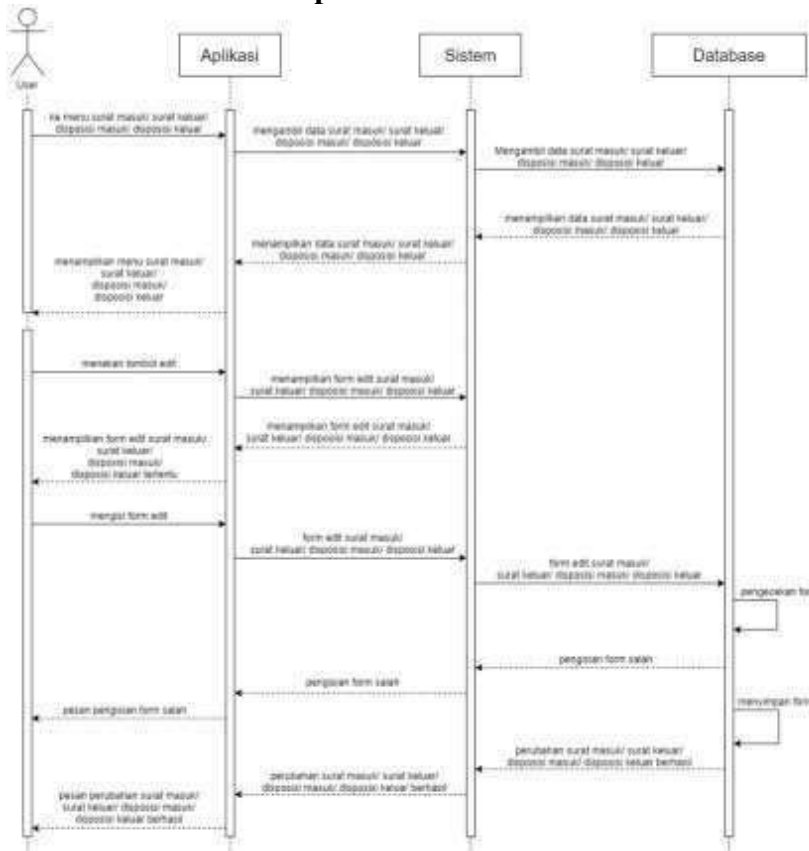 Aplikasi
Sistem
Database
User
ke menu surat masuk/ surat keluar/
disposisi masuk/ disposisi keluar
mengambil data surat masuk/ surat keluar/
disposisi masuk/ disposisi keluar
Mengambil data surat masuk/ surat keluar/
disposisi masuk/ disposisi keluar
menampilkan data surat masuk/ surat keluar/
disposisi masuk/ disposisi keluar
menampilkan data surat masuk/ surat keluar/
disposisi masuk/ disposisi keluar
menampilkan menu surat masuk/
surat keluar/
disposisi masuk/
disposisi keluar
menekan tombol edit
menampilkan form edit surat masuk/
surat keluar/ disposisi masuk/ disposisi keluar
menampilkan form edit surat masuk/
surat keluar/ disposisi masuk/ disposisi keluar
menampilkan form edit surat masuk/
surat keluar/
disposisi masuk/
disposisi keluar tertentu
mengisi form edit
form edit surat masuk/
surat keluar/ disposisi masuk/ disposisi keluar
form edit surat masuk/
surat keluar/ disposisi masuk/ disposisi keluar
pengecekan
pengisian form salah
pengisian form salah
pesan pengisian form salah
menyimpan
perubahan surat masuk/ surat keluar/
disposisi masuk/ disposisi keluar berhasil
perubahan surat masuk/ surat keluar/
disposisi masuk/ disposisi keluar berhasil
pesan perubahan surat masuk/
surat keluar/ disposisi masuk/
disposisi keluar berhasil